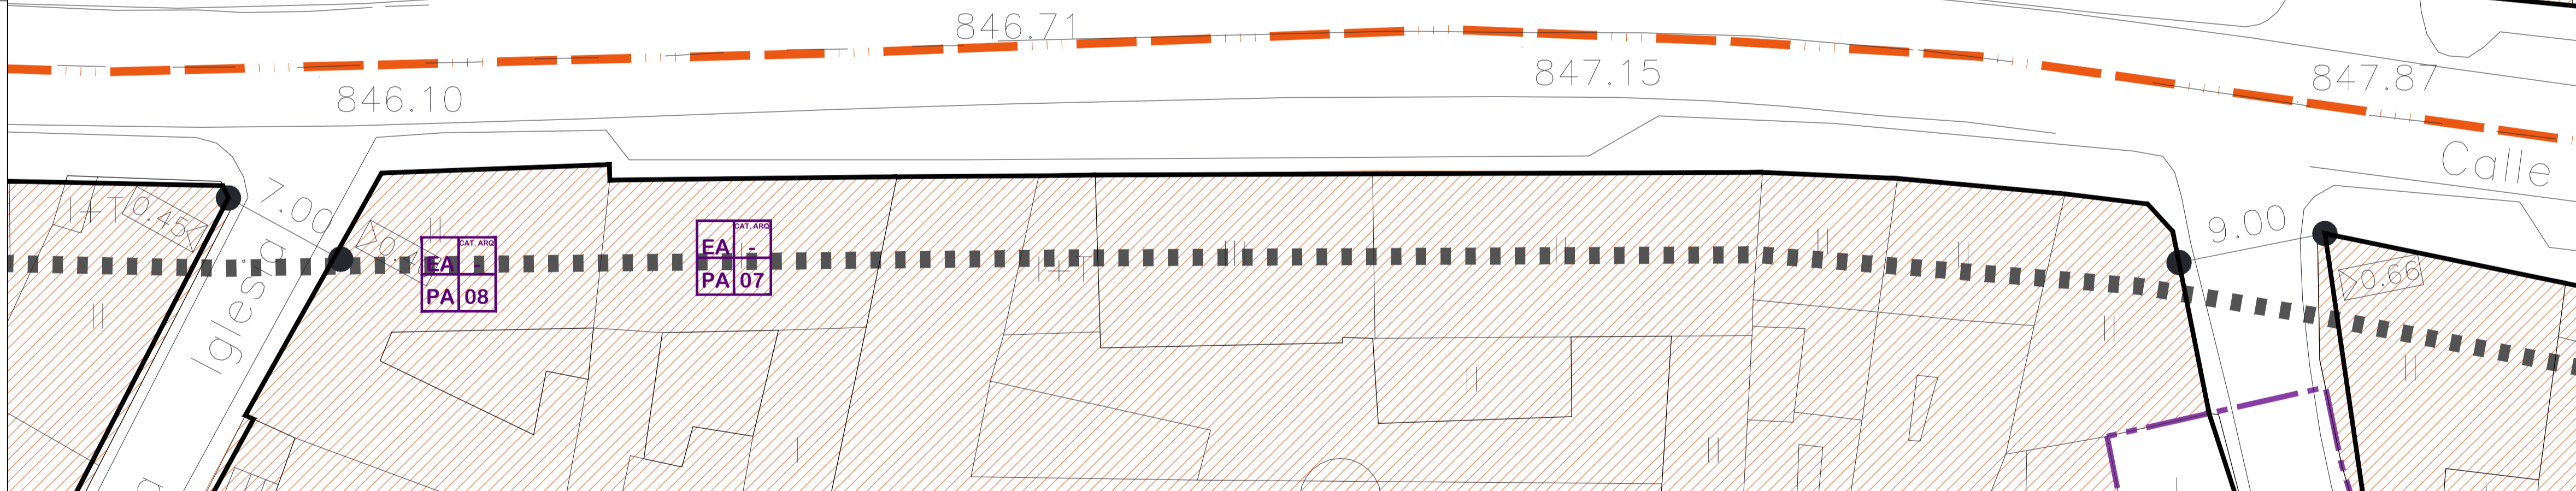 846.71
846.10
847.15
847.87
Calle
I+T
0.45
7.00
II
CAT. ARQ
EA -
PA 08
CAT. ARQ
EA -
PA 07
I+T
III
II
II
II
9.00
0.66
II
Iglesia
II
II
II
II
I